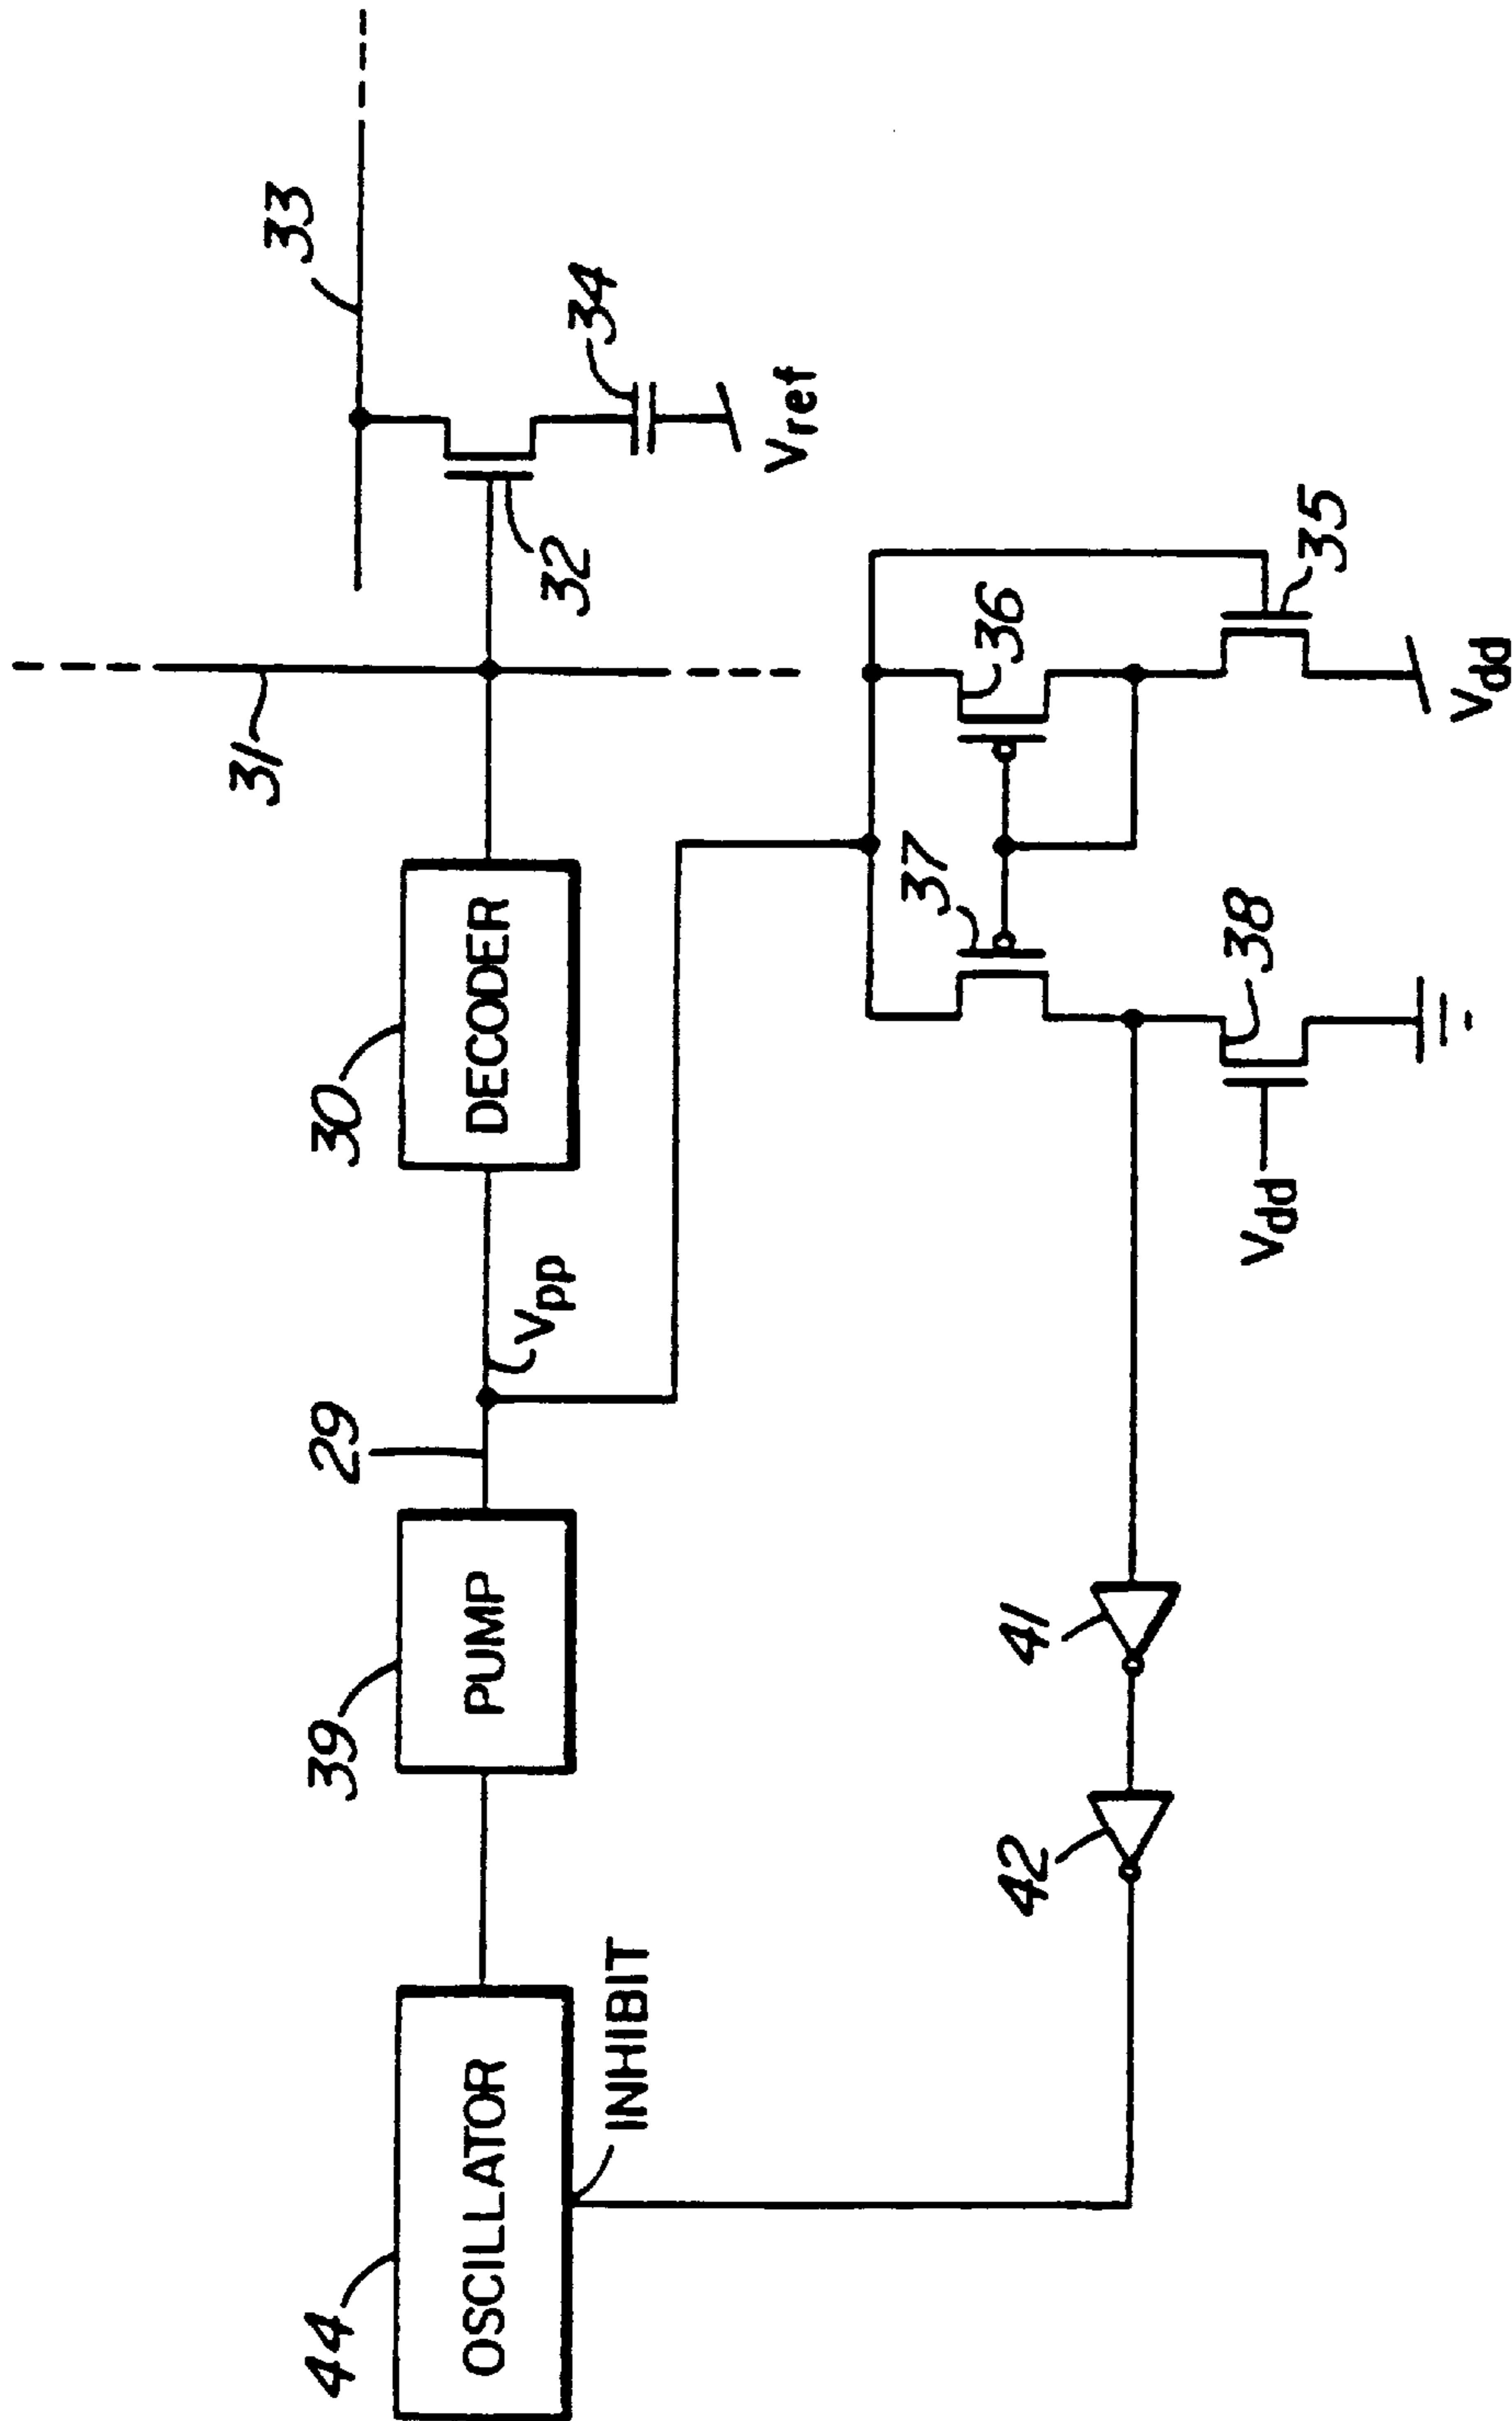 33
31
34
32
Vref
30
DECODER
29
Vpp
39
PUMP
44
OSCILLATOR
INHIBIT
37
36
35
38
Vdd
Vdd
41
42